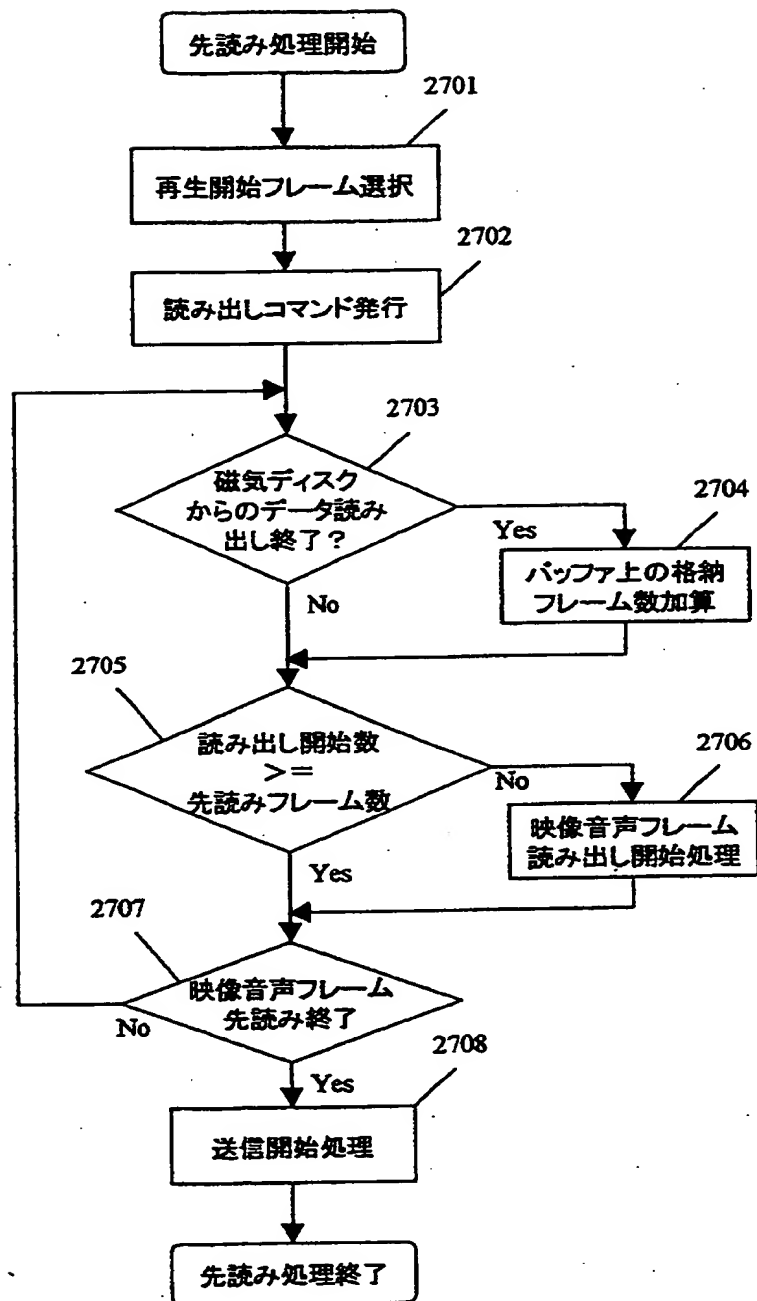 先読み処理開始
2701
再生開始フレーム選択
2702
読み出しコマンド発行
2703
磁気ディスク
からのデータ読み
出し終了?
Yes
2704
バッファ上の格納
フレーム数加算
No
2705
読み出し開始数
>=
先読みフレーム数
No
2706
映像音声フレーム
読み出し開始処理
Yes
2707
映像音声フレーム
先読み終了
No
2708
Yes
送信開始処理
先読み処理終了